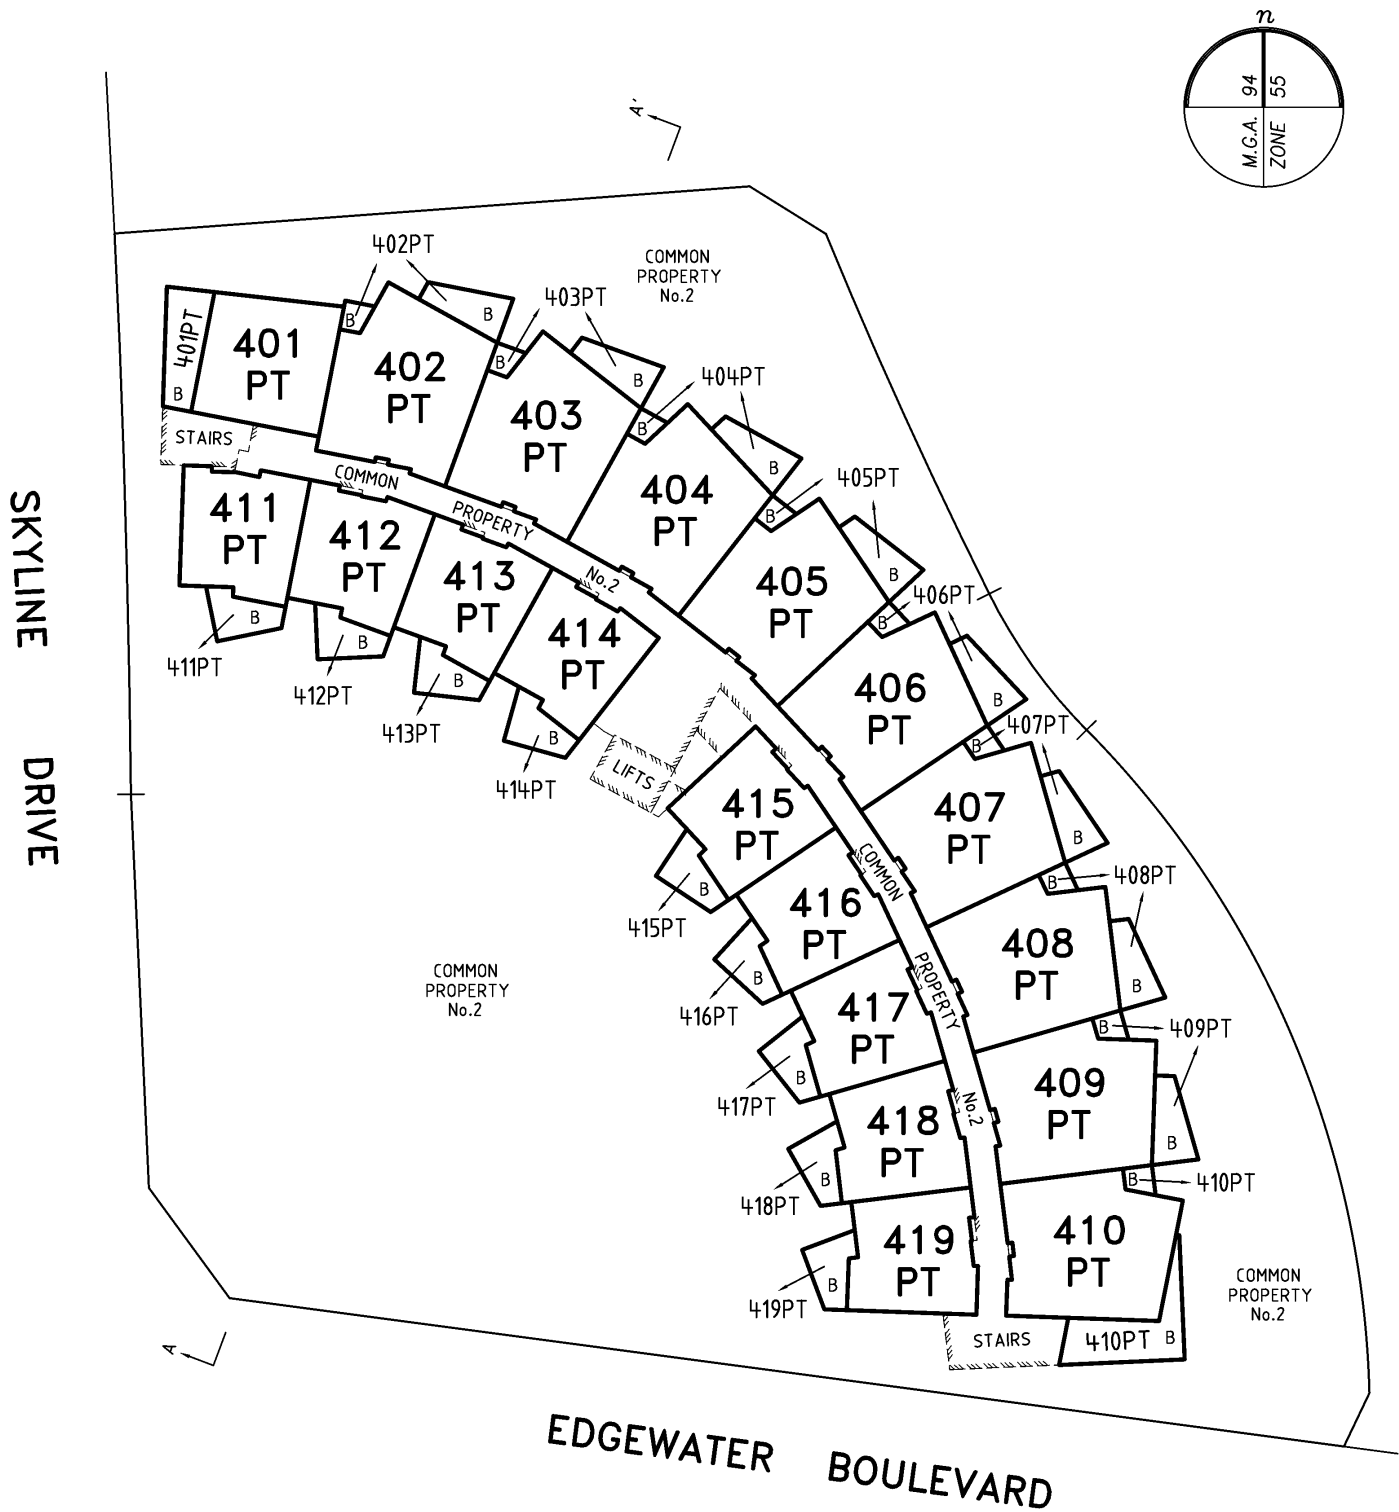 n
M.G.A. 94
ZONE 55
A'
402PT
COMMON
PROPERTY
No.2
403PT
B
B
401PT
B
401
PT
402
PT
B
B
404PT
403
PT
B
B
STAIRS
COMMON
PROPERTY
No.2
404
PT
405PT
B
B
411
PT
412
PT
413
PT
414
PT
405
PT
406PT
B
B
B
411PT
B
412PT
B
413PT
B
414PT
LIFTS
406
PT
407PT
B
B
SKYLINE DRIVE
415
PT
407
PT
B
408PT
B
B
415PT
416
PT
COMMON
PROPERTY
No.2
408
PT
B
409PT
B
COMMON
PROPERTY
No.2
B
416PT
417
PT
B
417PT
409
PT
B
410PT
B
418
PT
B
418PT
419
PT
410
PT
B
419PT
COMMON
PROPERTY
No.2
STAIRS
410PT
B
A
EDGEWATER BOULEVARD